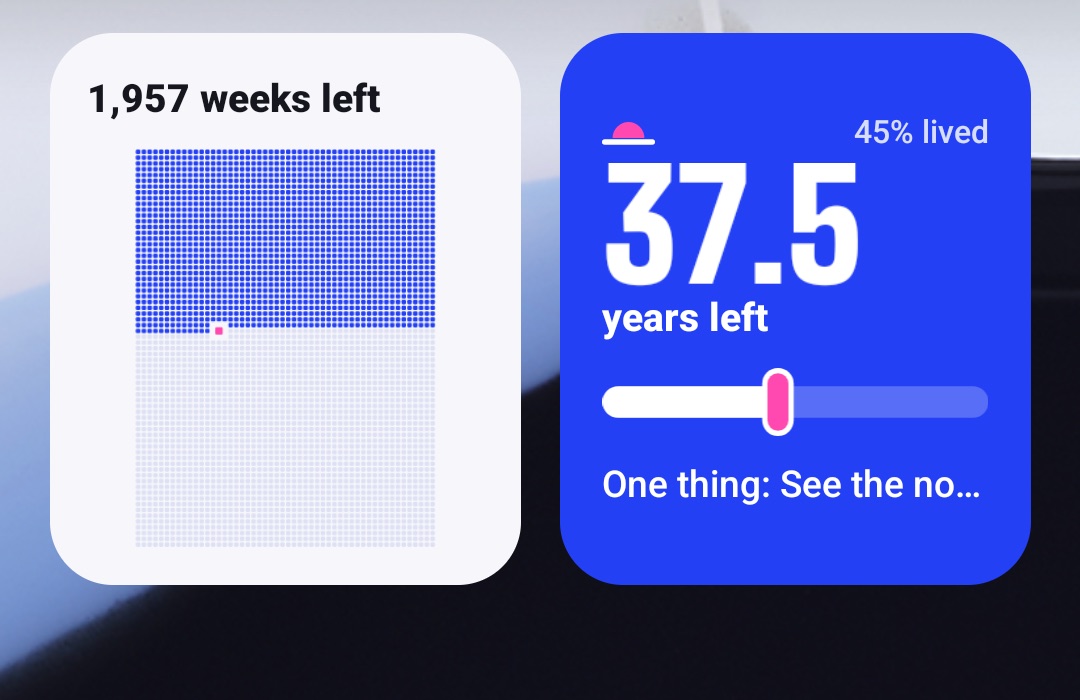 1,957 weeks left
45% lived
37.5
years left
One thing: See the no...